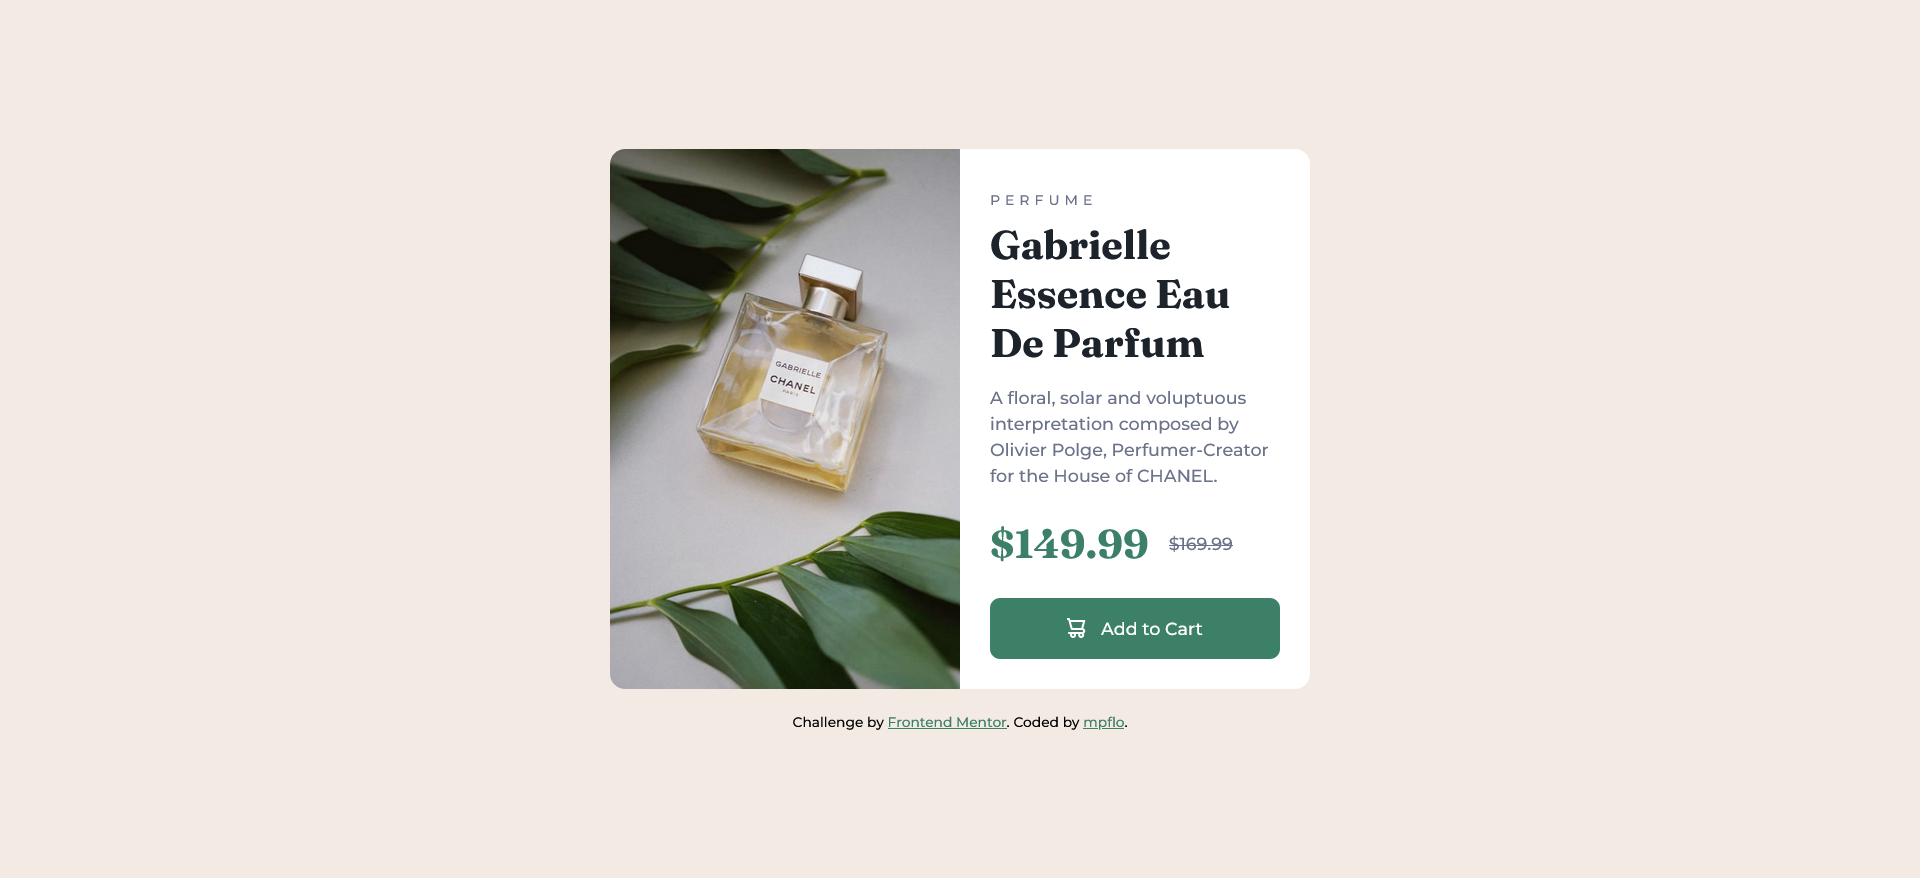 PERFUME
Gabrielle
Essence Eau
De Parfum
A floral, solar and voluptuous
interpretation composed by
Olivier Polge, Perfumer-Creator
for the House of CHANEL.
$149.99 $169.99
Add to Cart
GABRIELLE
CHANEL
PARIS
Challenge by Frontend Mentor. Coded by mpflo.